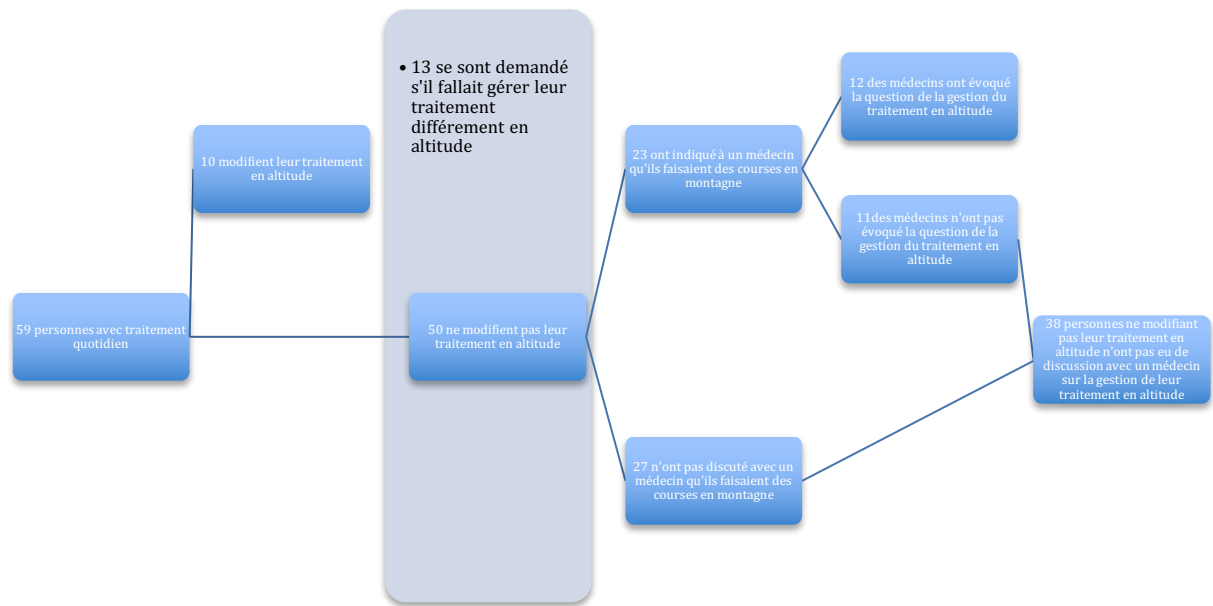 59 personnes avec traitement
quotidien
10 modifient leur traitement
en altitude
• 13 se sont demandé
s'il fallait gérer leur
traitement
différement en
altitude
50 ne modifient pas leur
traitement en altitude
23 ont indiqué à un médecin
qu'ils faisaient des courses en
montagne
27 n'ont pas discuté avec un
médecin qu'ils faisaient des
courses en montagne
12 des médecins ont évoqué
la question de la gestion du
traitement en altitude
11des médecins n'ont pas
évoqué la question de la
gestion du traitement en
altitude
38 personnes ne modifiant
pas leur traitement en
altitude n'ont pas eu de
discussion avec un médecin
sur la gestion de leur
traitement en altitude